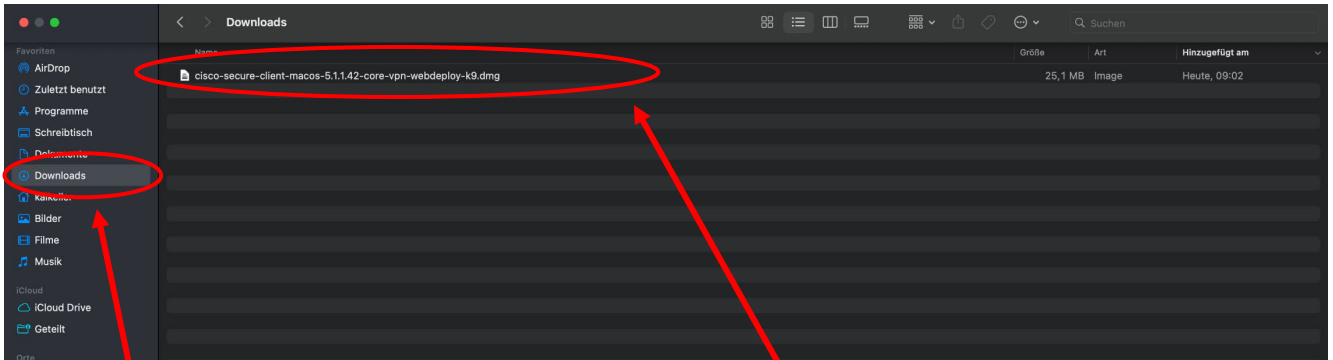 Downloads
Suchen
Favoriten
Name
Größe
Art
Hinzugefügt am
AirDrop
cisco-secure-client-macos-5.1.1.42-core-vpn-webdeploy-k9.dmg
25,1 MB
Image
Heute, 09:02
Zuletzt benutzt
Programme
Schreibtisch
Dokumente
Downloads
Bilder
Filme
Musik
iCloud
iCloud Drive
Geteilt
Orte